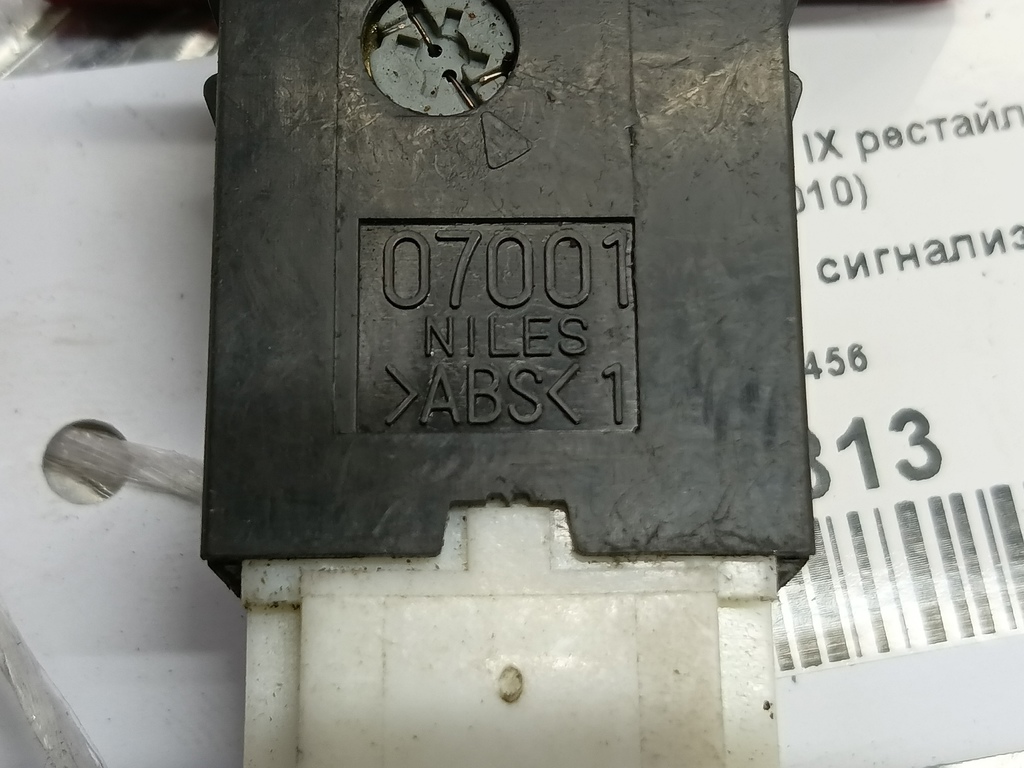 IX рестайл
010)
сигнализ
07001
NILES
>ABS< 1
456
313